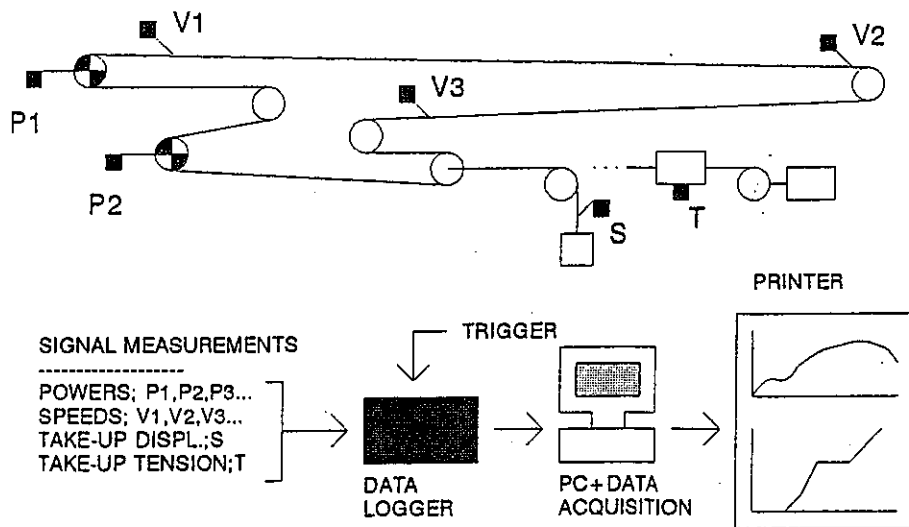 V1
V2
V3
P1
P2
S
T
PRINTER
TRIGGER
SIGNAL MEASUREMENTS
-------------------
POWERS; P1,P2,P3...
SPEEDS; V1,V2,V3...
TAKE-UP DISPL.;S
TAKE-UP TENSION;T
DATA
LOGGER
PC+DATA
ACQUISITION